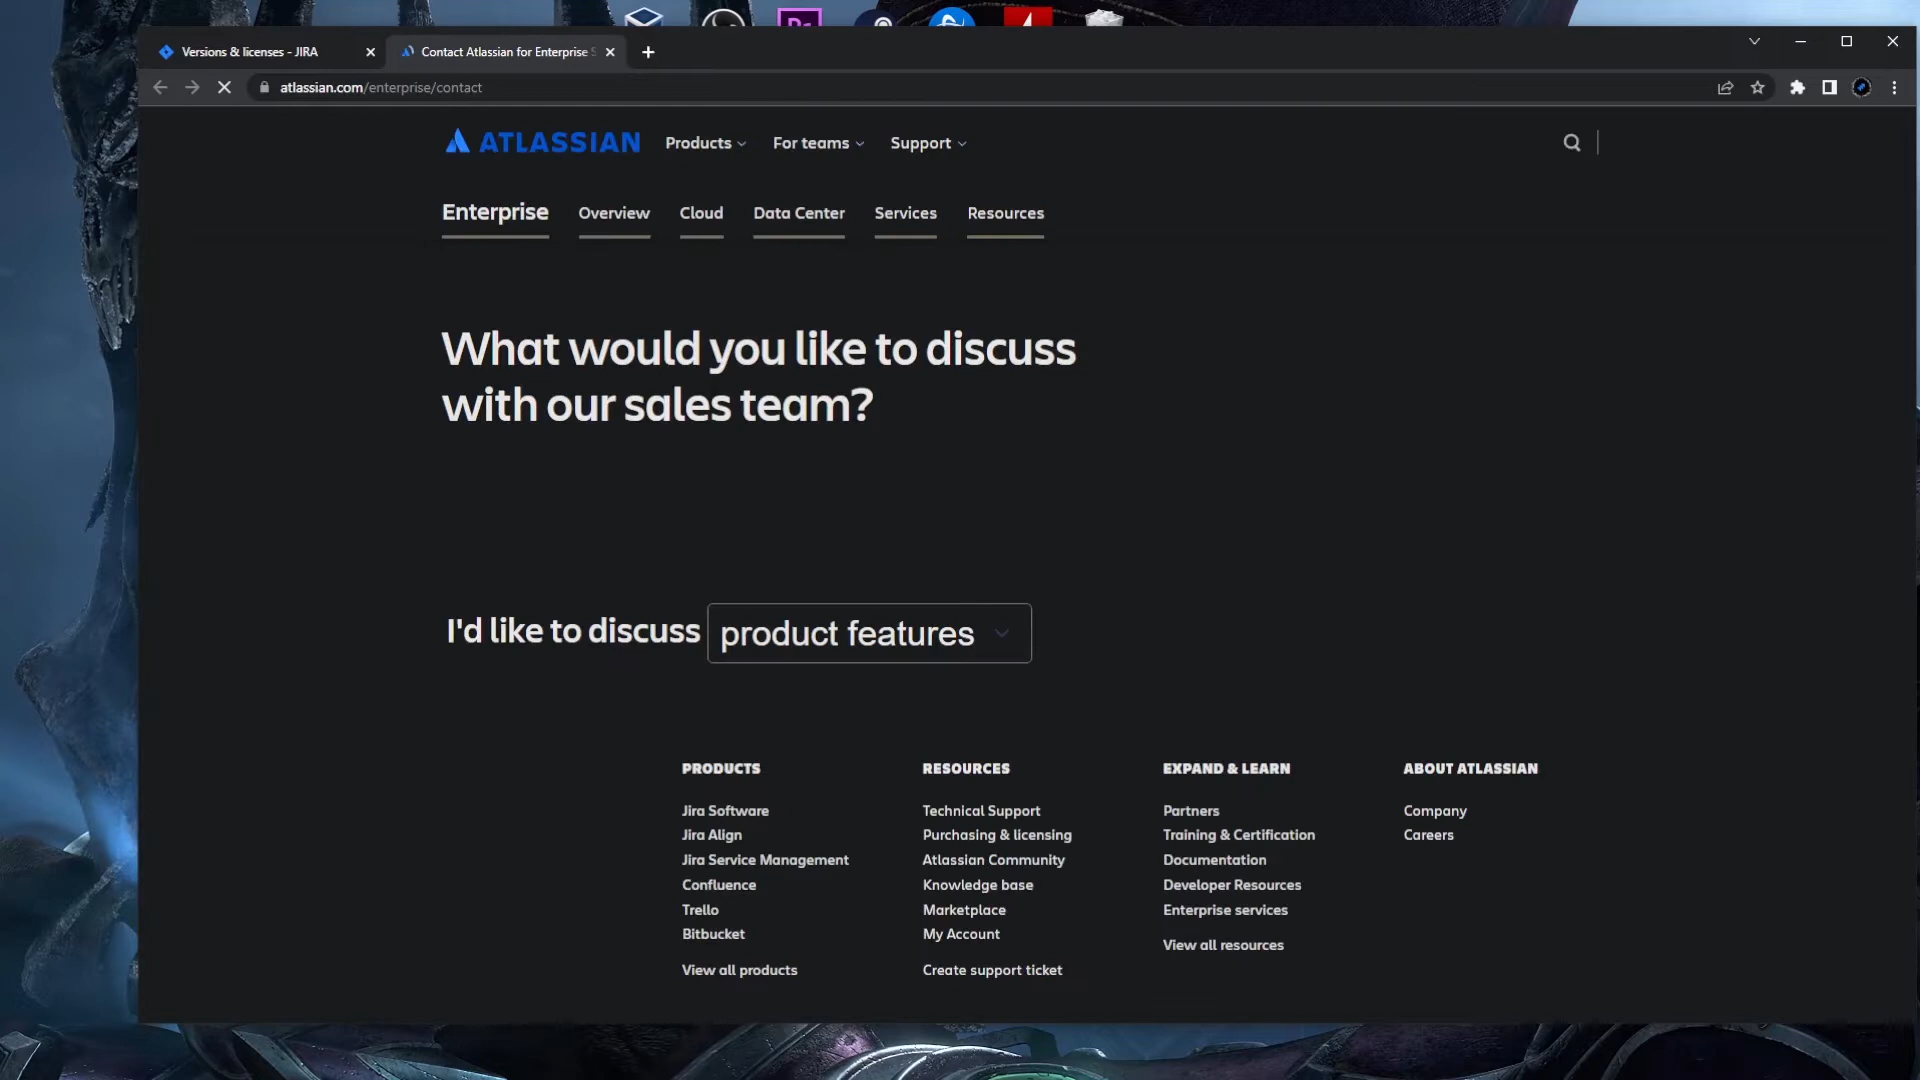 Versions & licenses - JIRA
Contact Atlassian for Enterprise S
atlassian.com/enterprise/contact
ATLASSIAN
Products
For teams
Support
Enterprise
Overview
Cloud
Data Center
Services
Resources
What would you like to discuss
with our sales team?
I'd like to discuss
product features
PRODUCTS
Jira Software
Jira Align
Jira Service Management
Confluence
Trello
Bitbucket
View all products
RESOURCES
Technical Support
Purchasing & licensing
Atlassian Community
Knowledge base
Marketplace
My Account
Create support ticket
EXPAND & LEARN
Partners
Training & Certification
Documentation
Developer Resources
Enterprise services
View all resources
ABOUT ATLASSIAN
Company
Careers